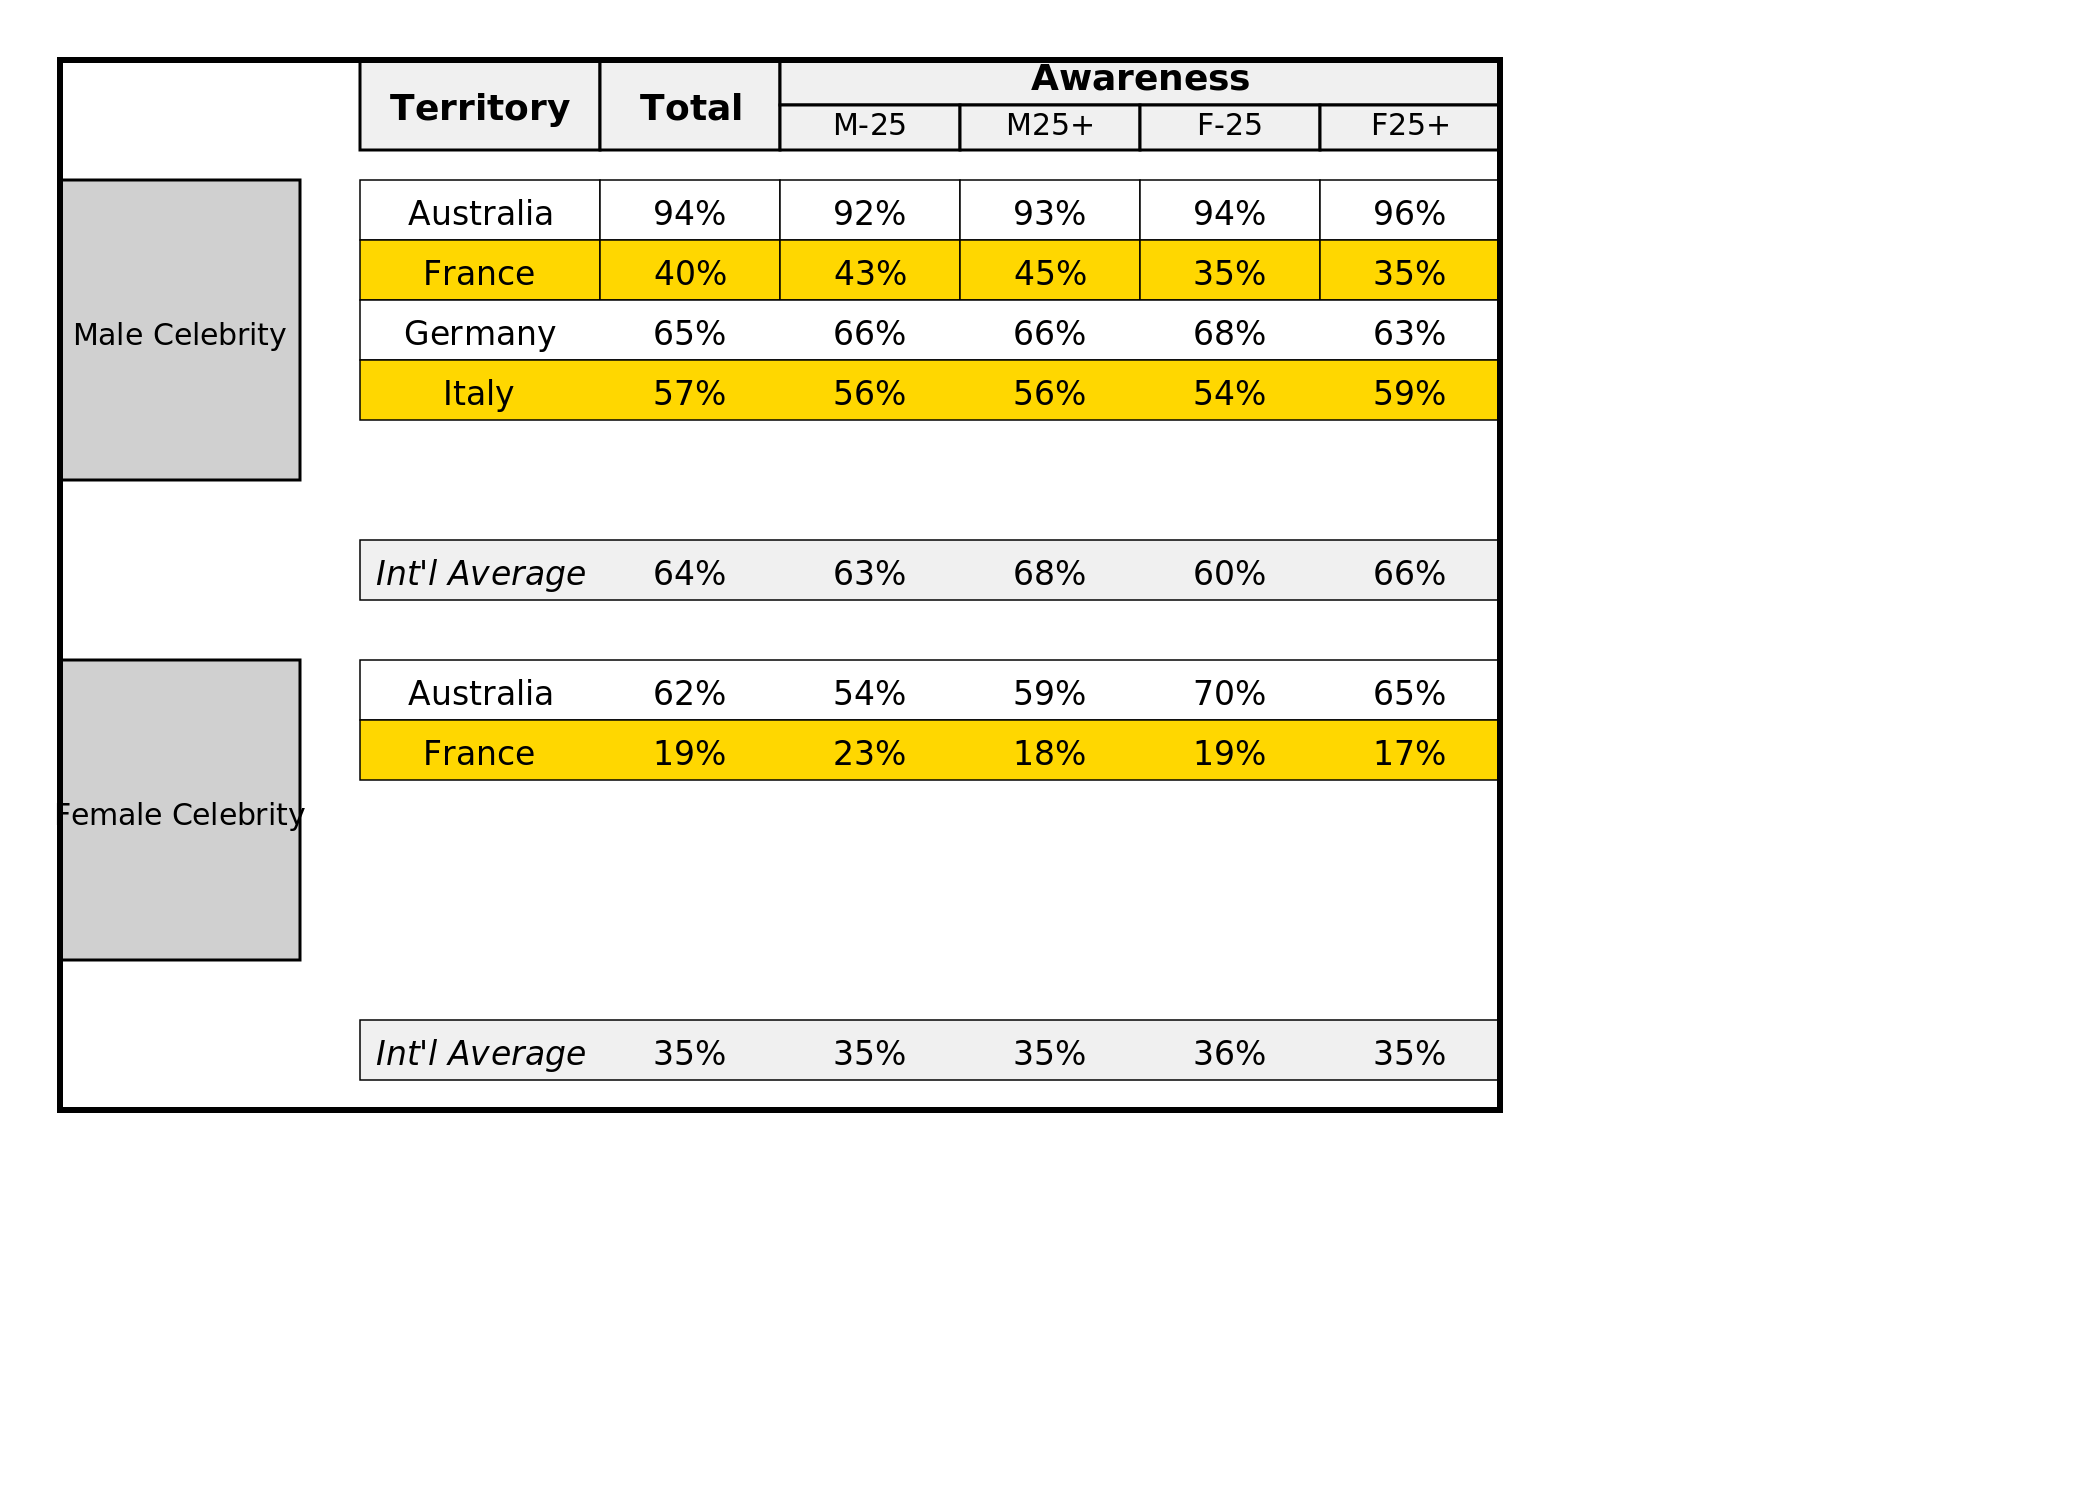 Awareness
Territory Total
M-25 M25+ F-25 F25+
Australia 94% 92% 93% 94% 96%
France 40% 43% 45% 35% 35%
Male Celebrity
Germany 65% 66% 66% 68% 63%
Italy 57% 56% 56% 54% 59%
Int'l Average 64% 63% 68% 60% 66%
Australia 62% 54% 59% 70% 65%
France 19% 23% 18% 19% 17%
Female Celebrity
Int'l Average 35% 35% 35% 36% 35%